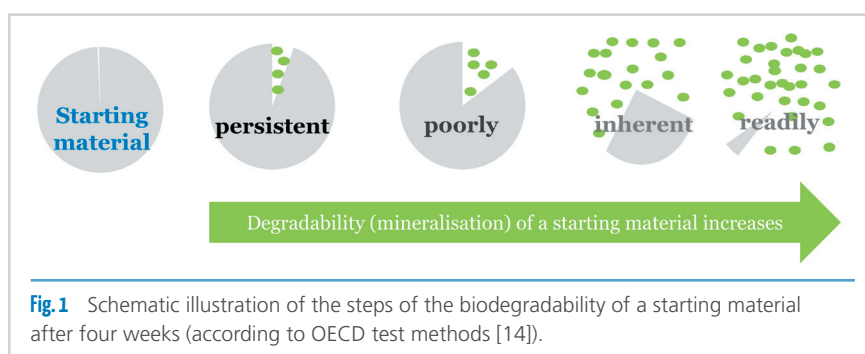 Starting
material
persistent
poorly
inherent
readily
Degradability (mineralisation) of a starting material increases
Fig. 1 Schematic illustration of the steps of the biodegradability of a starting material
after four weeks (according to OECD test methods [14]).